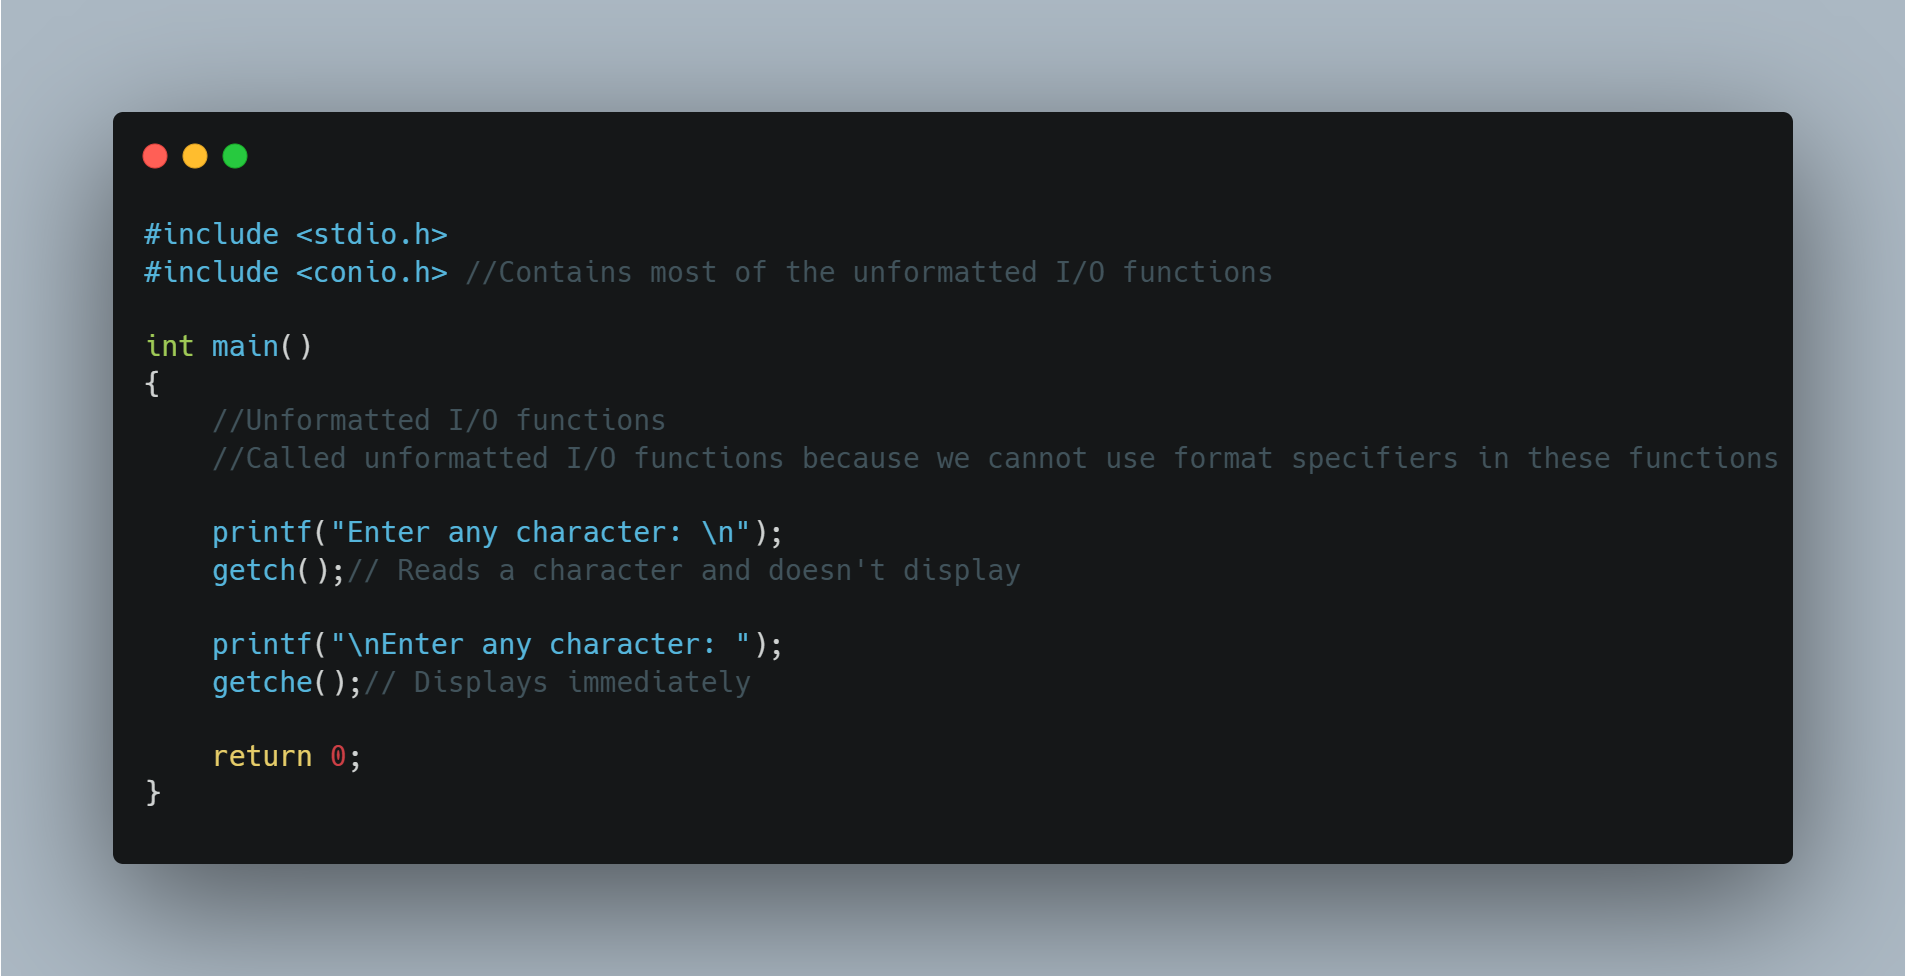 #include <stdio.h>
#include <conio.h> //Contains most of the unformatted I/O functions

int main()
{
    //Unformatted I/O functions
    //Called unformatted I/O functions because we cannot use format specifiers in these functions

    printf("Enter any character: \n");
    getch();// Reads a character and doesn't display

    printf("\nEnter any character: ");
    getche();// Displays immediately

    return 0;
}